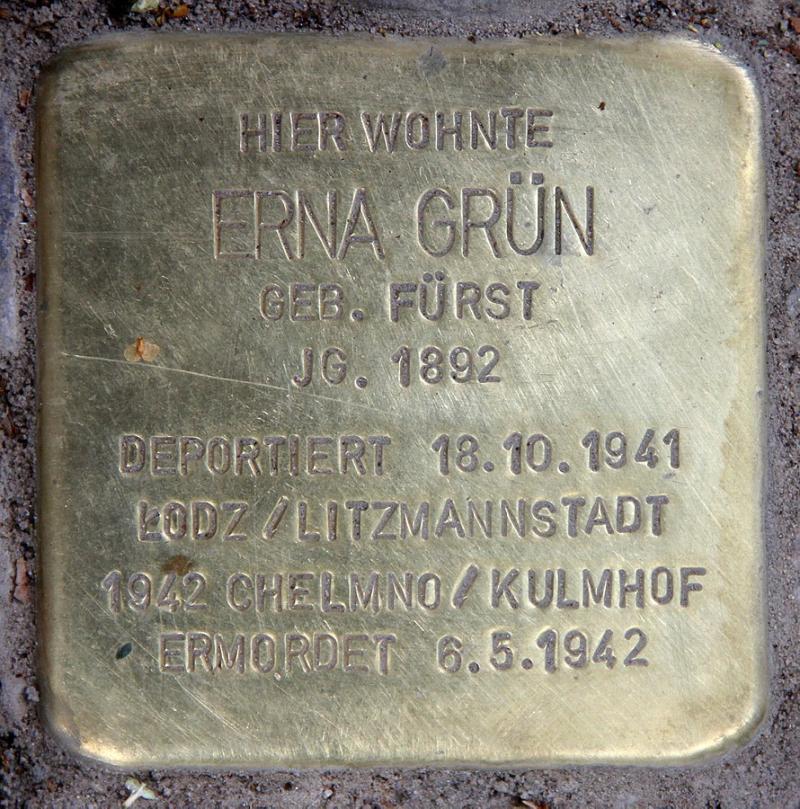 HIER WOHNTE
ERNA GRÜN
GEB. FÜRST
JG. 1892
DEPORTIERT 18.10.1941
ŁODZ / LITZMANNSTADT
1942 CHELMNO / KULMHOF
ERMORDET 6.5.1942